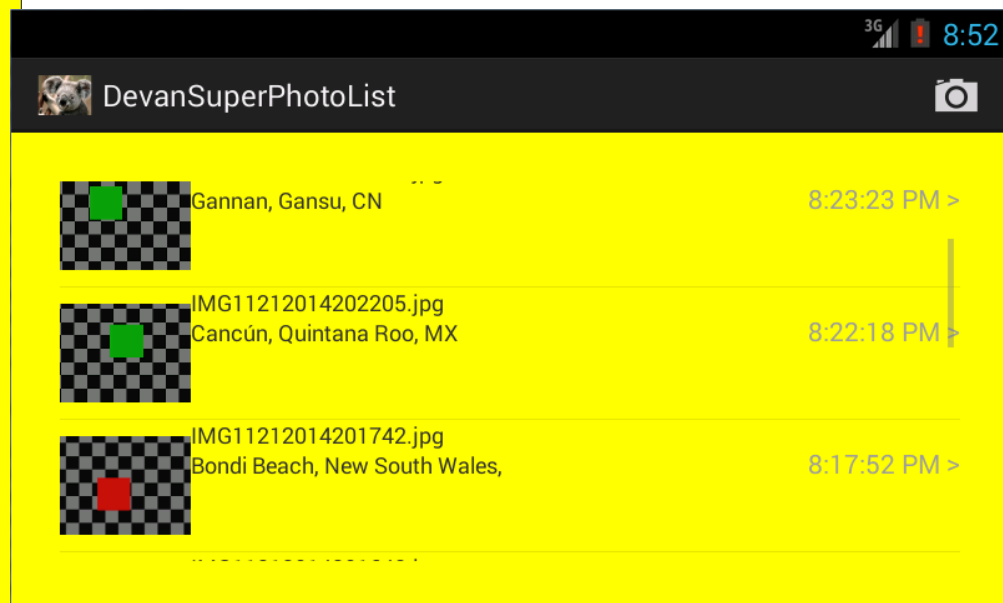 3G 8:52
DevanSuperPhotoList
Gannan, Gansu, CN
8:23:23 PM >
IMG11212014202205.jpg
Cancún, Quintana Roo, MX
8:22:18 PM >
IMG11212014201742.jpg
Bondi Beach, New South Wales,
8:17:52 PM >